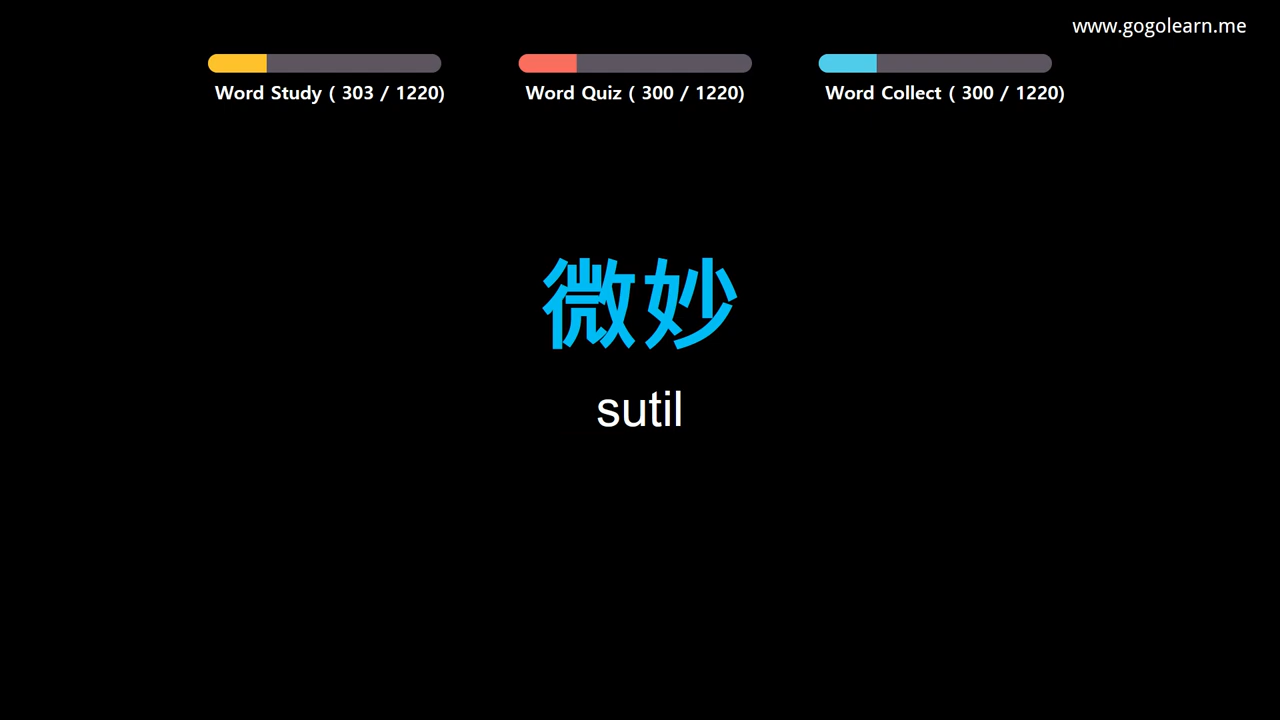 www.gogolearn.me
Word Study ( 303 / 1220)
Word Quiz ( 300 / 1220)
Word Collect ( 300 / 1220)
微妙
sutil